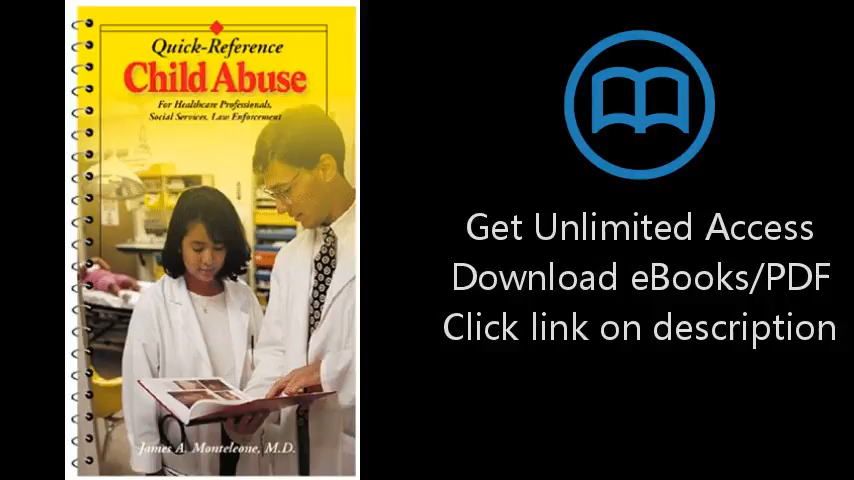 Quick-Reference
Child Abuse
For Healthcare Professionals,
Social Services, Law Enforcement
James A. Monteleone, M.D.
Get Unlimited Access
Download eBooks/PDF
Click link on description